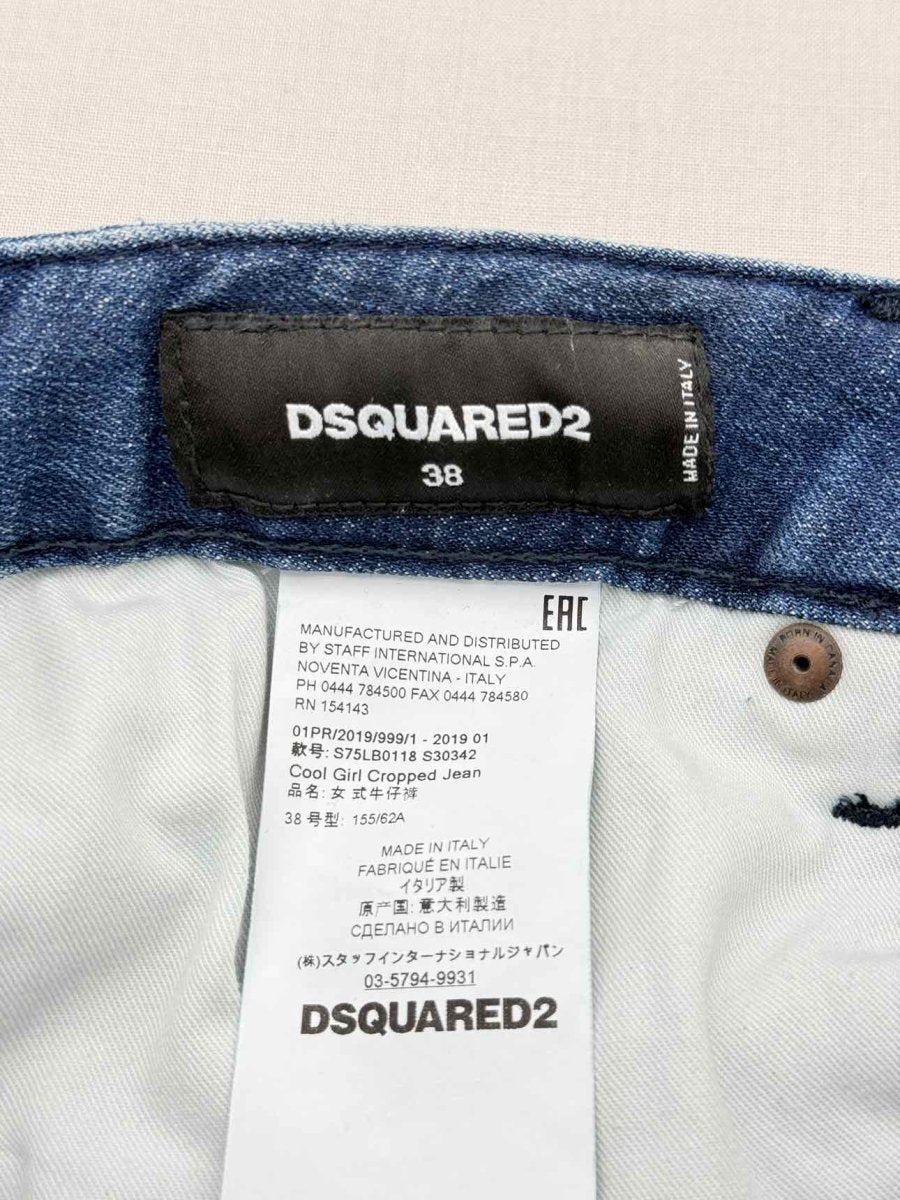 DSQUARED2
38
MADE IN ITALY
EAC
MANUFACTURED AND DISTRIBUTED
BY STAFF INTERNATIONAL S.P.A.
NOVENTA VICENTINA - ITALY
PH 0444 784500 FAX 0444 784580
RN 154143
01PR/2019/999/1 - 2019 01
款号: S75LB0118 S30342
Cool Girl Cropped Jean
品名: 女 式牛仔裤
38 号型: 155/62A
MADE IN ITALY
FABRIQUÉ EN ITALIE
イタリア製
原产国: 意大利製造
СДЕЛАНО В ИТАЛИИ
(株)スタッフインターナショナルジャパン
03-5794-9931
DSQUARED2
BORN IN CANADA
ITALY